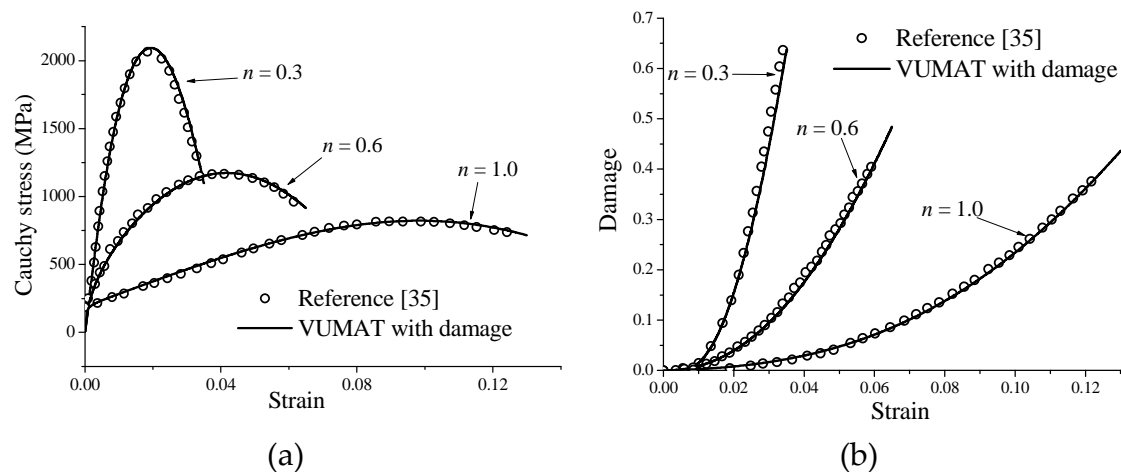 2000
1500
1000
500
0
Cauchy stress (MPa)
n = 0.3
n = 0.6
n = 1.0
Reference [35]
VUMAT with damage
0.00 0.04 0.08 0.12
Strain
(a)
0.7
0.6
0.5
0.4
0.3
0.2
0.1
0.0
Damage
Reference [35]
VUMAT with damage
n = 0.3
n = 0.6
n = 1.0
0.00 0.02 0.04 0.06 0.08 0.10 0.12
Strain
(b)